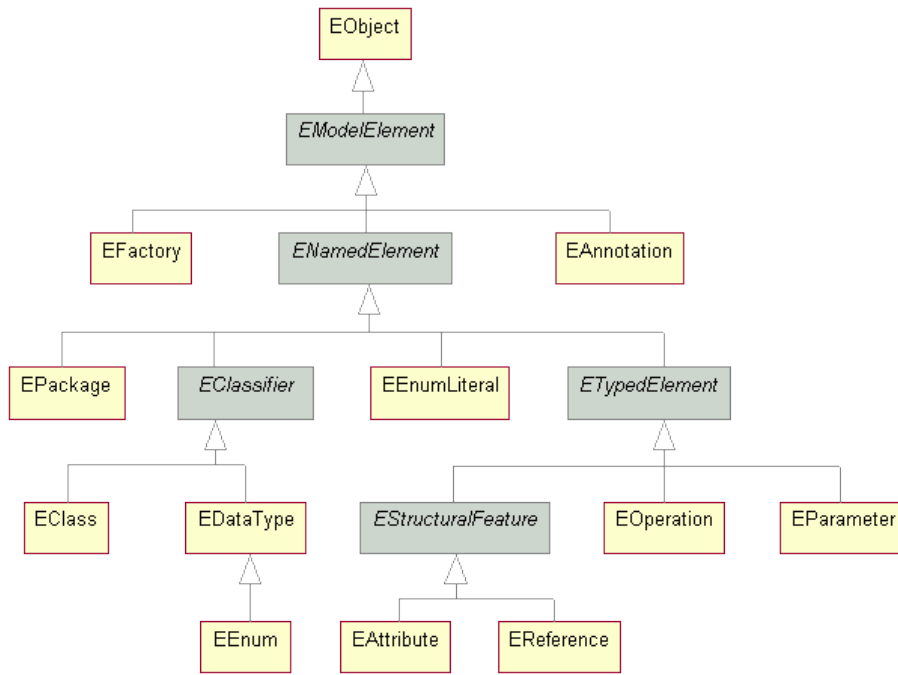 EObject
EModelElement
EFactory
ENamedElement
EAnnotation
EPackage
EClassifier
EEnumLiteral
ETypedElement
EClass
EDataType
EStructuralFeature
EOperation
EParameter
EEnum
EAttribute
EReference